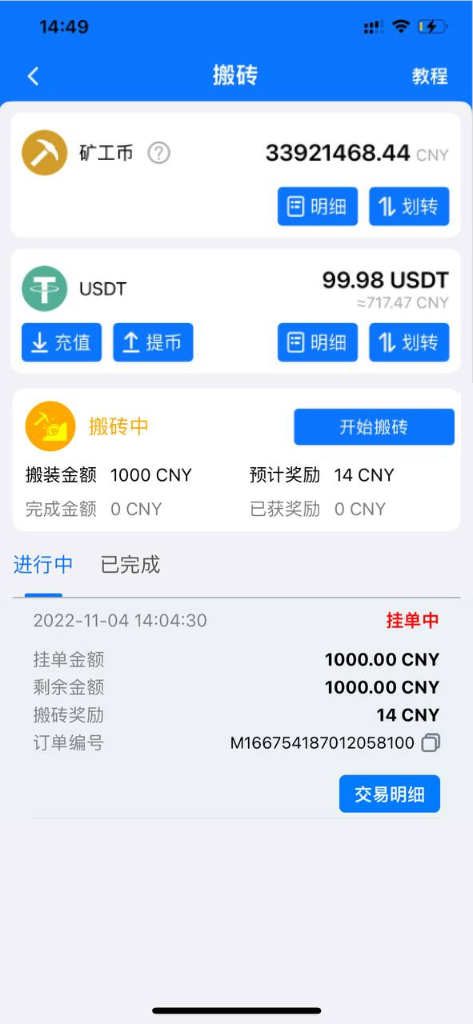 14:49
搬砖
教程
矿工币
33921468.44 CNY
明细
划转
USDT
99.98 USDT
≈717.47 CNY
充值
提币
明细
划转
搬砖中
开始搬砖
搬装金额 1000 CNY
预计奖励 14 CNY
完成金额 0 CNY
已获奖励 0 CNY
进行中
已完成
2022-11-04 14:04:30
挂单中
挂单金额
1000.00 CNY
剩余金额
1000.00 CNY
搬砖奖励
14 CNY
订单编号
M166754187012058100
交易明细